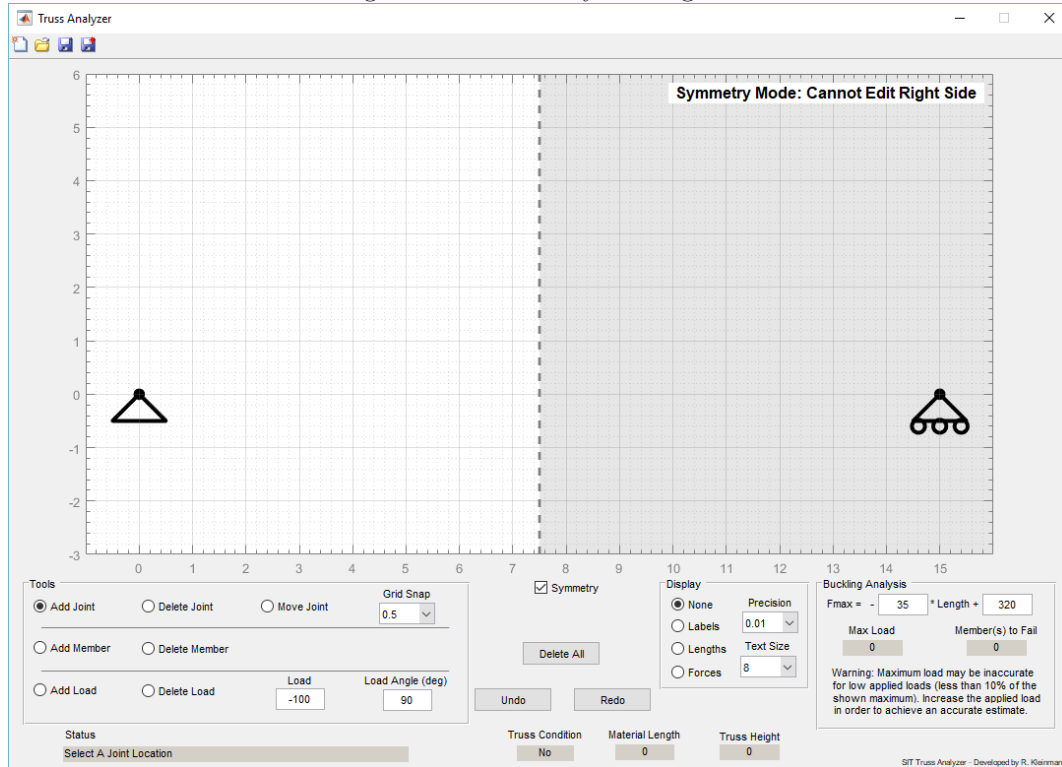 Truss Analyzer
Symmetry Mode: Cannot Edit Right Side
6
5
4
3
2
1
0
-1
-2
-3
0 1 2 3 4 5 6 7 8 9 10 11 12 13 14 15
Tools
Add Joint Delete Joint Move Joint Grid Snap
0.5
Add Member Delete Member
Add Load Delete Load Load Load Angle (deg)
-100 90
Symmetry
Delete All
Undo Redo
Display
None Precision
Labels 0.01
Lengths Text Size
Forces 8
Buckling Analysis
Fmax = - 35 * Length + 320
Max Load Member(s) to Fail
0 0
Warning: Maximum load may be inaccurate
for low applied loads (less than 10% of the
shown maximum). Increase the applied load
in order to achieve an accurate estimate.
Status Truss Condition Material Length Truss Height
Select A Joint Location No 0 0
SIT Truss Analyzer - Developed by R.